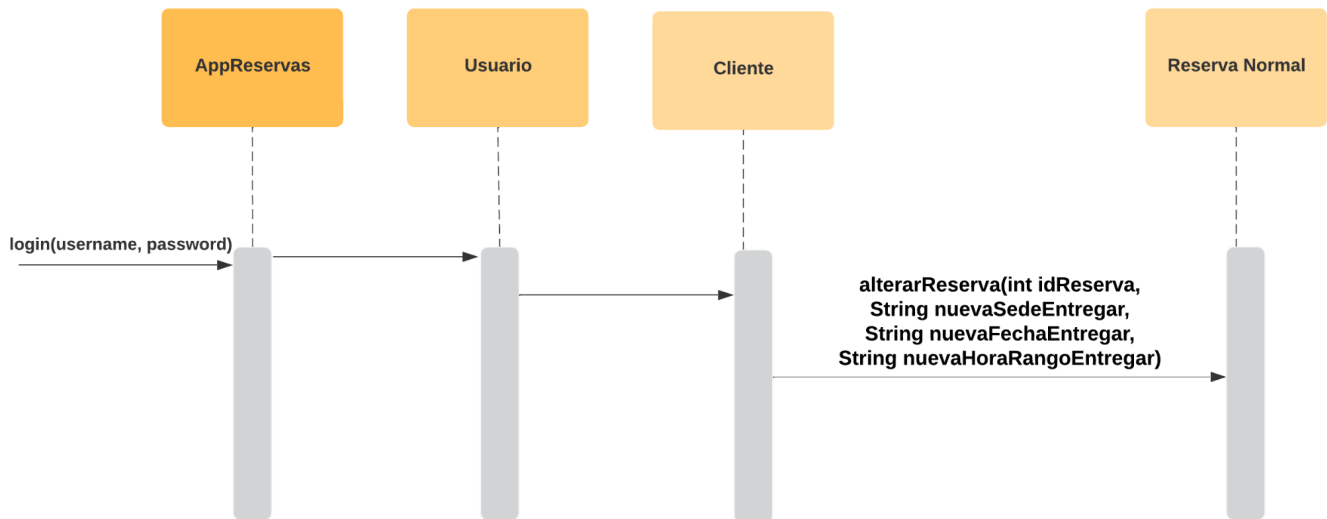 AppReservas
Usuario
Cliente
Reserva Normal
login(username, password)
alterarReserva(int idReserva,
String nuevaSedeEntregar,
String nuevaFechaEntregar,
String nuevaHoraRangoEntregar)